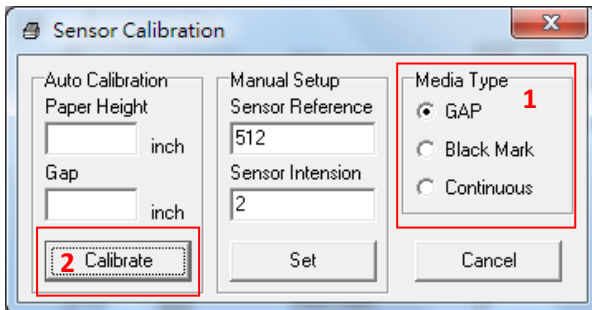 Sensor Calibration
Auto Calibration
Paper Height
inch
Gap
inch
2 Calibrate
Manual Setup
Sensor Reference
512
Sensor Intension
2
Set
Media Type
1
GAP
Black Mark
Continuous
Cancel